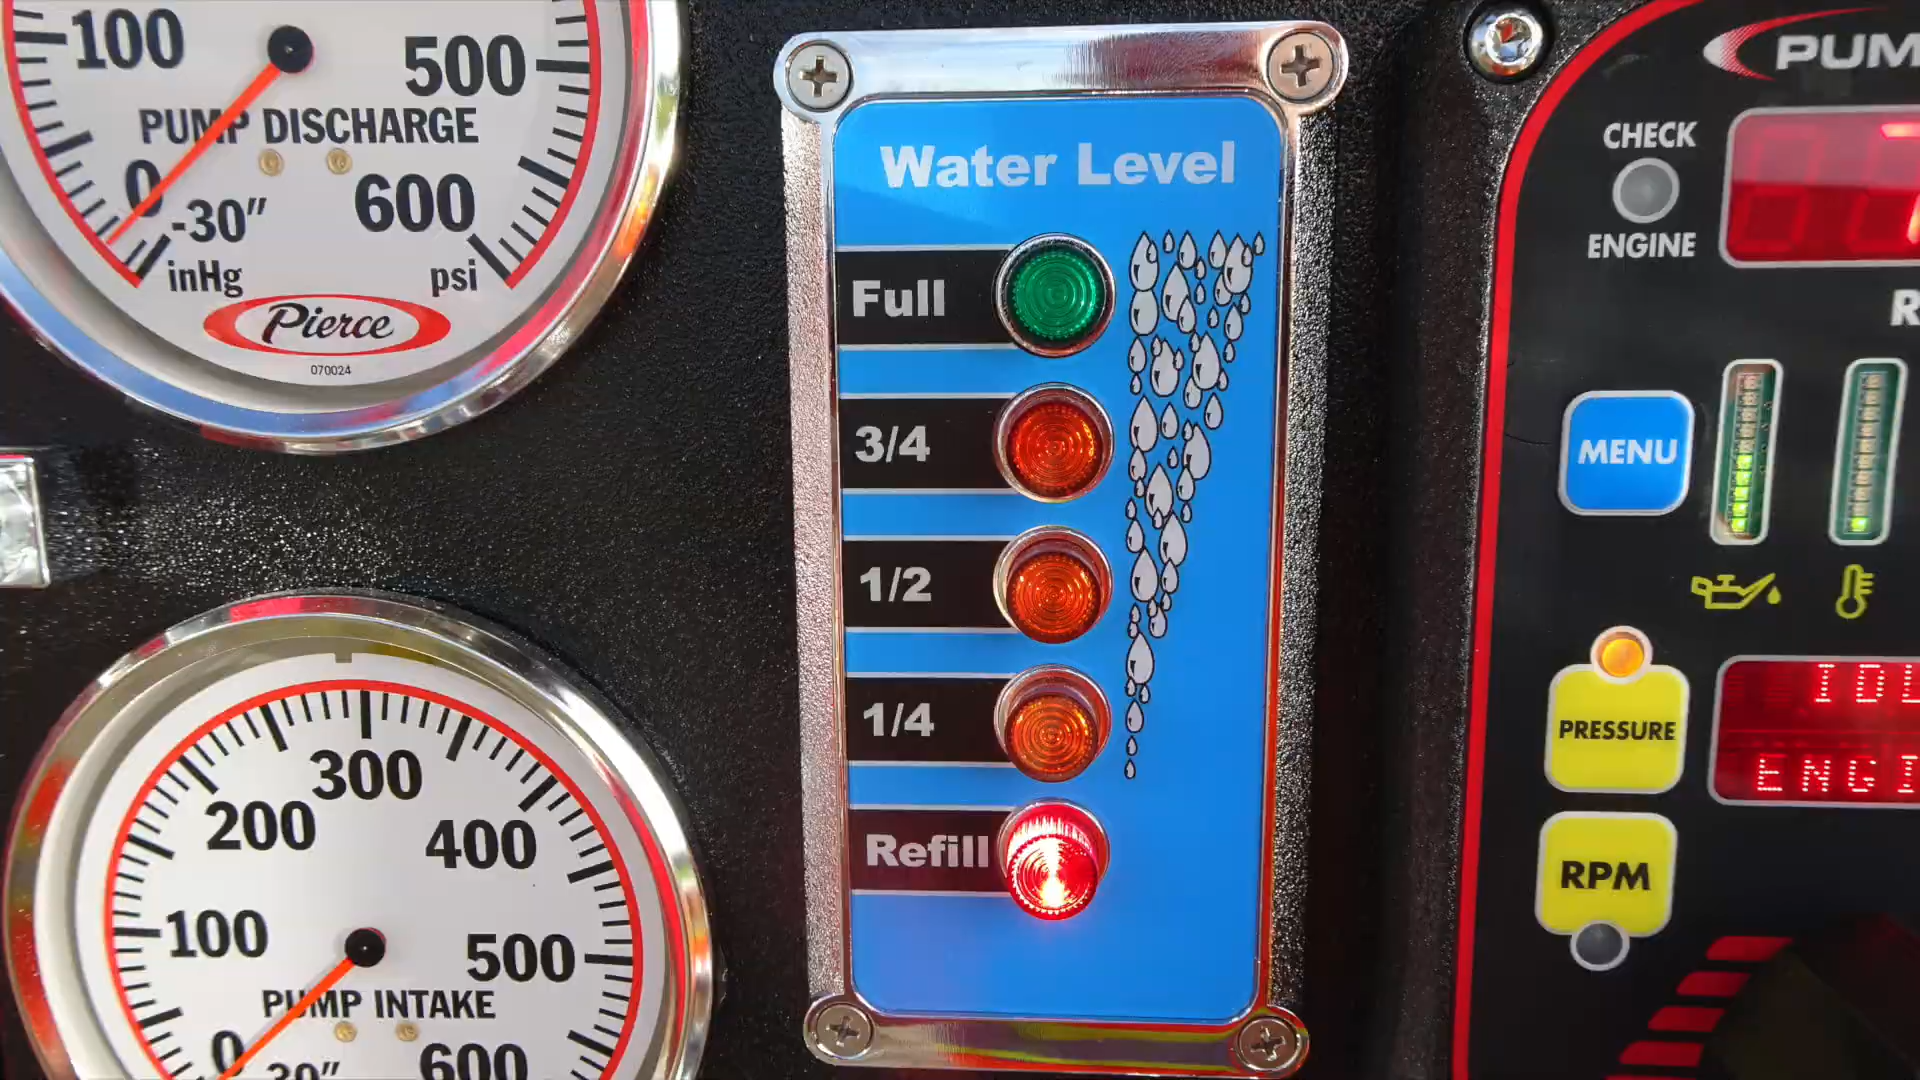 100
500
PUMP DISCHARGE
0
-30"
600
inHg
psi
Pierce
070024
300
200
400
100
500
PUMP INTAKE
0
600
Water Level
Full
3/4
1/2
1/4
Refill
CHECK
ENGINE
MENU
PRESSURE
RPM